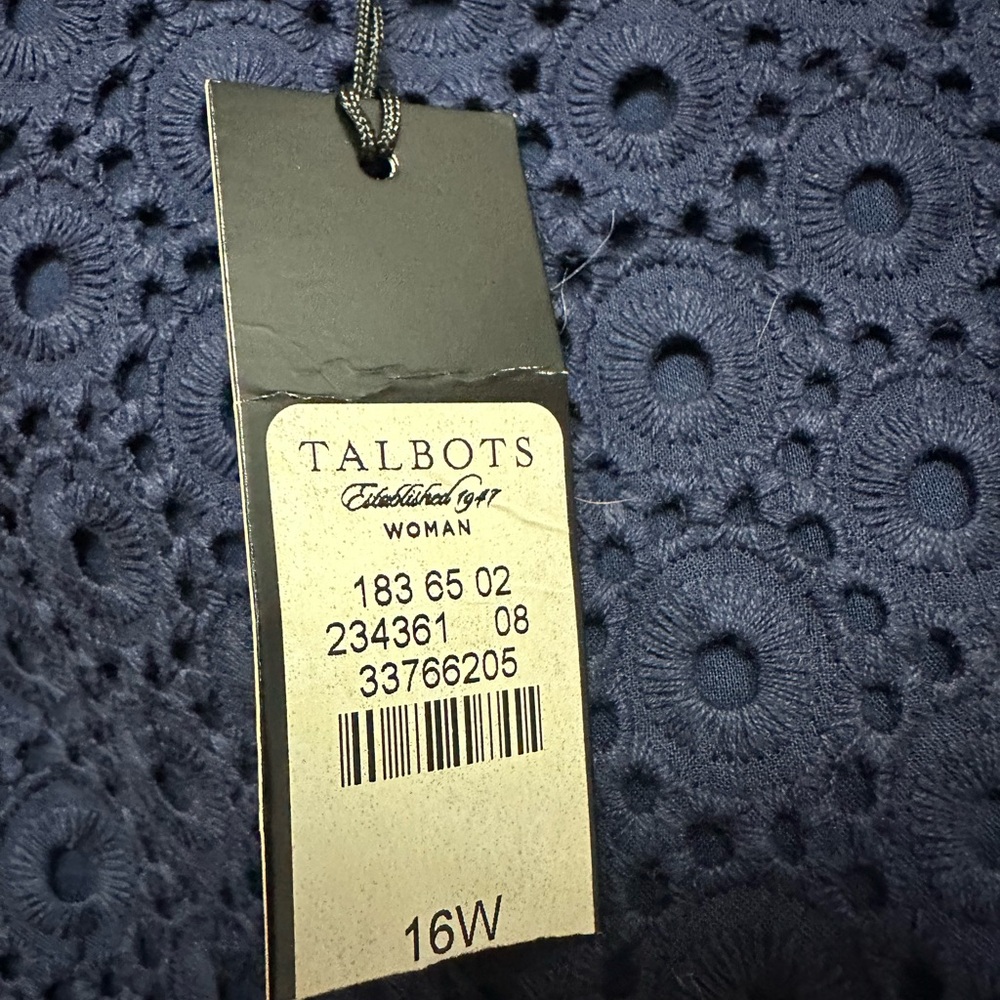 TALBOTS
Established 1947
WOMAN
183 65 02
234361 08
33766205
16W